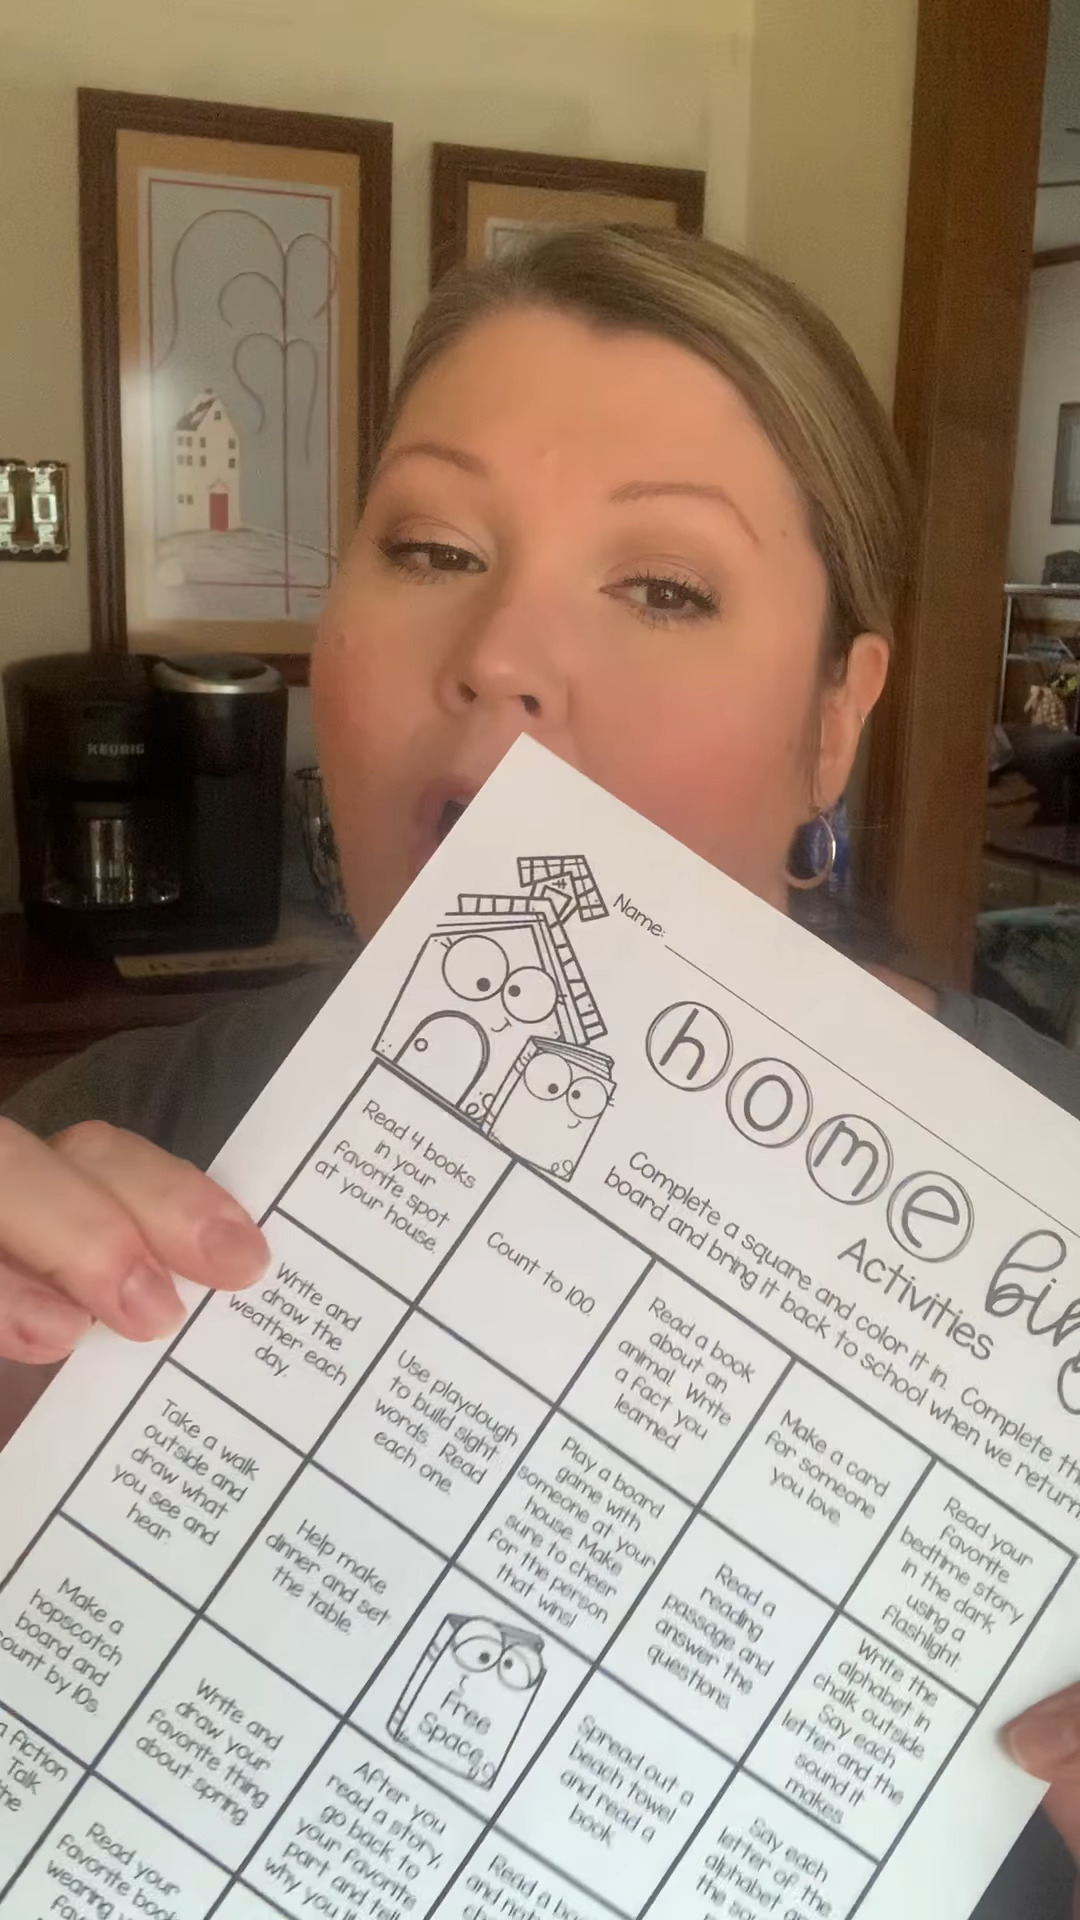 KEURIG
Name:
home
Activities
Complete a square and color it in. Complete
board and bring it back to school when we return
Read 4 books
in your
favorite spot
at your house.
Count to 100.
Read a book
about an
animal. Write
a fact you
learned.
Make a card
for someone
you love.
Read your
favorite
bedtime story
in the dark
using a
flashlight.
Write and
draw the
weather each
day.
Use playdough
to build sight
words. Read
each one.
Play a board
game with
someone at your
house. Make
sure to cheer
for the person
that wins!
Read a
reading
passage and
answer the
questions.
Write the
alphabet in
chalk outside.
Say each
letter and the
sound it
makes.
Take a walk
outside and
draw what
you see and
hear.
Help make
dinner and set
the table.
Free
Space
Spread out a
beach towel
and read a
book.
Say each
letter of the
alphabet
the
Make a
hopscotch
board and
count by 10s.
Write and
draw your
favorite thing
about spring.
After you
read a story,
go back to
your favorite
part and tell
why you
Read a
fiction
Talk
Read your
favorite book
wearing